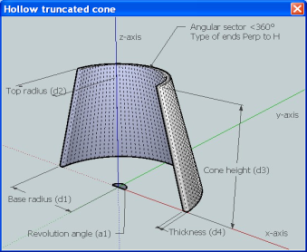 Hollow truncated cone
Angular sector <360°
Type of ends Perp to H
z-axis
Top radius (d2)
y-axis
Cone height (d3)
Base radius (d1)
x-axis
Revolution angle (a1)
Thickness (d4)